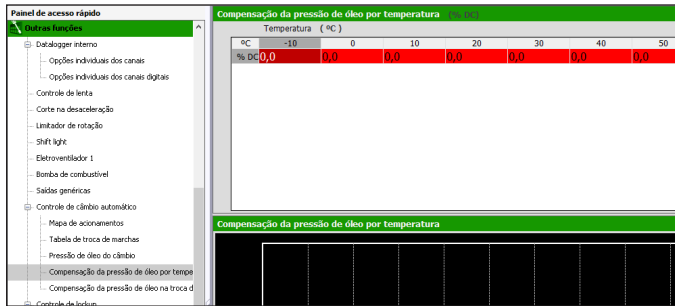 Painel de acesso rápido
Outras funções
Datalogger interno
Opções individuais dos canais
Opções individuais dos canais digitais
Controle de lenta
Corte na desaceleração
Limitador de rotação
Shift light
Eletroventilador 1
Bomba de combustível
Saídas genéricas
Controle de câmbio automático
Mapa de acionamentos
Tabela de troca de marchas
Pressão de óleo do câmbio
Compensação da pressão de óleo por tempe
Compensação da pressão de óleo na troca d
Controle de lockup
Compensação da pressão de óleo por temperatura (% DC)
Temperatura ( ºC )
ºC -10 0 10 20 30 40 50
% DC 0,0 0,0 0,0 0,0 0,0 0,0 0,0
Compensação da pressão de óleo por temperatura